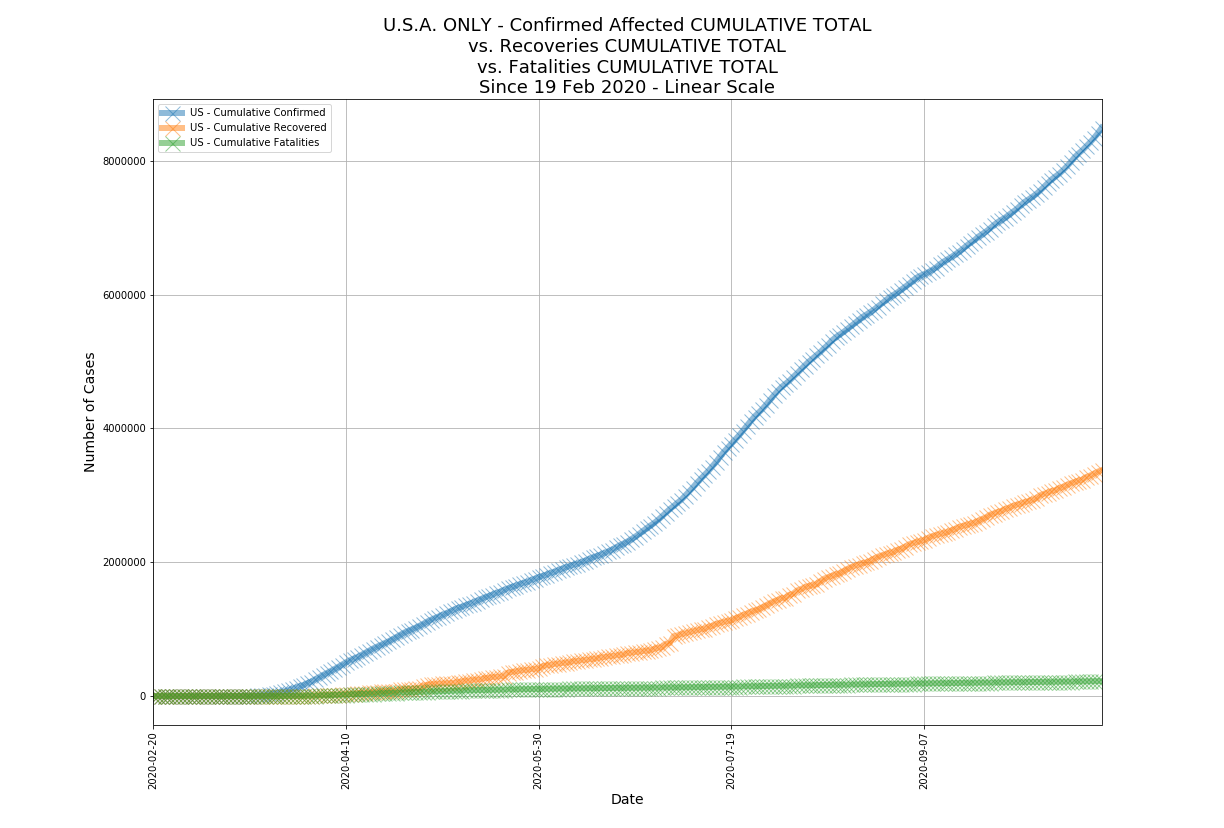 U.S.A. ONLY - Confirmed Affected CUMULATIVE TOTAL
vs. Recoveries CUMULATIVE TOTAL
vs. Fatalities CUMULATIVE TOTAL
Since 19 Feb 2020 - Linear Scale
US - Cumulative Confirmed
US - Cumulative Recovered
US - Cumulative Fatalities
8000000
6000000
4000000
2000000
0
Number of Cases
2020-02-20
2020-04-10
2020-05-30
2020-07-19
2020-09-07
Date